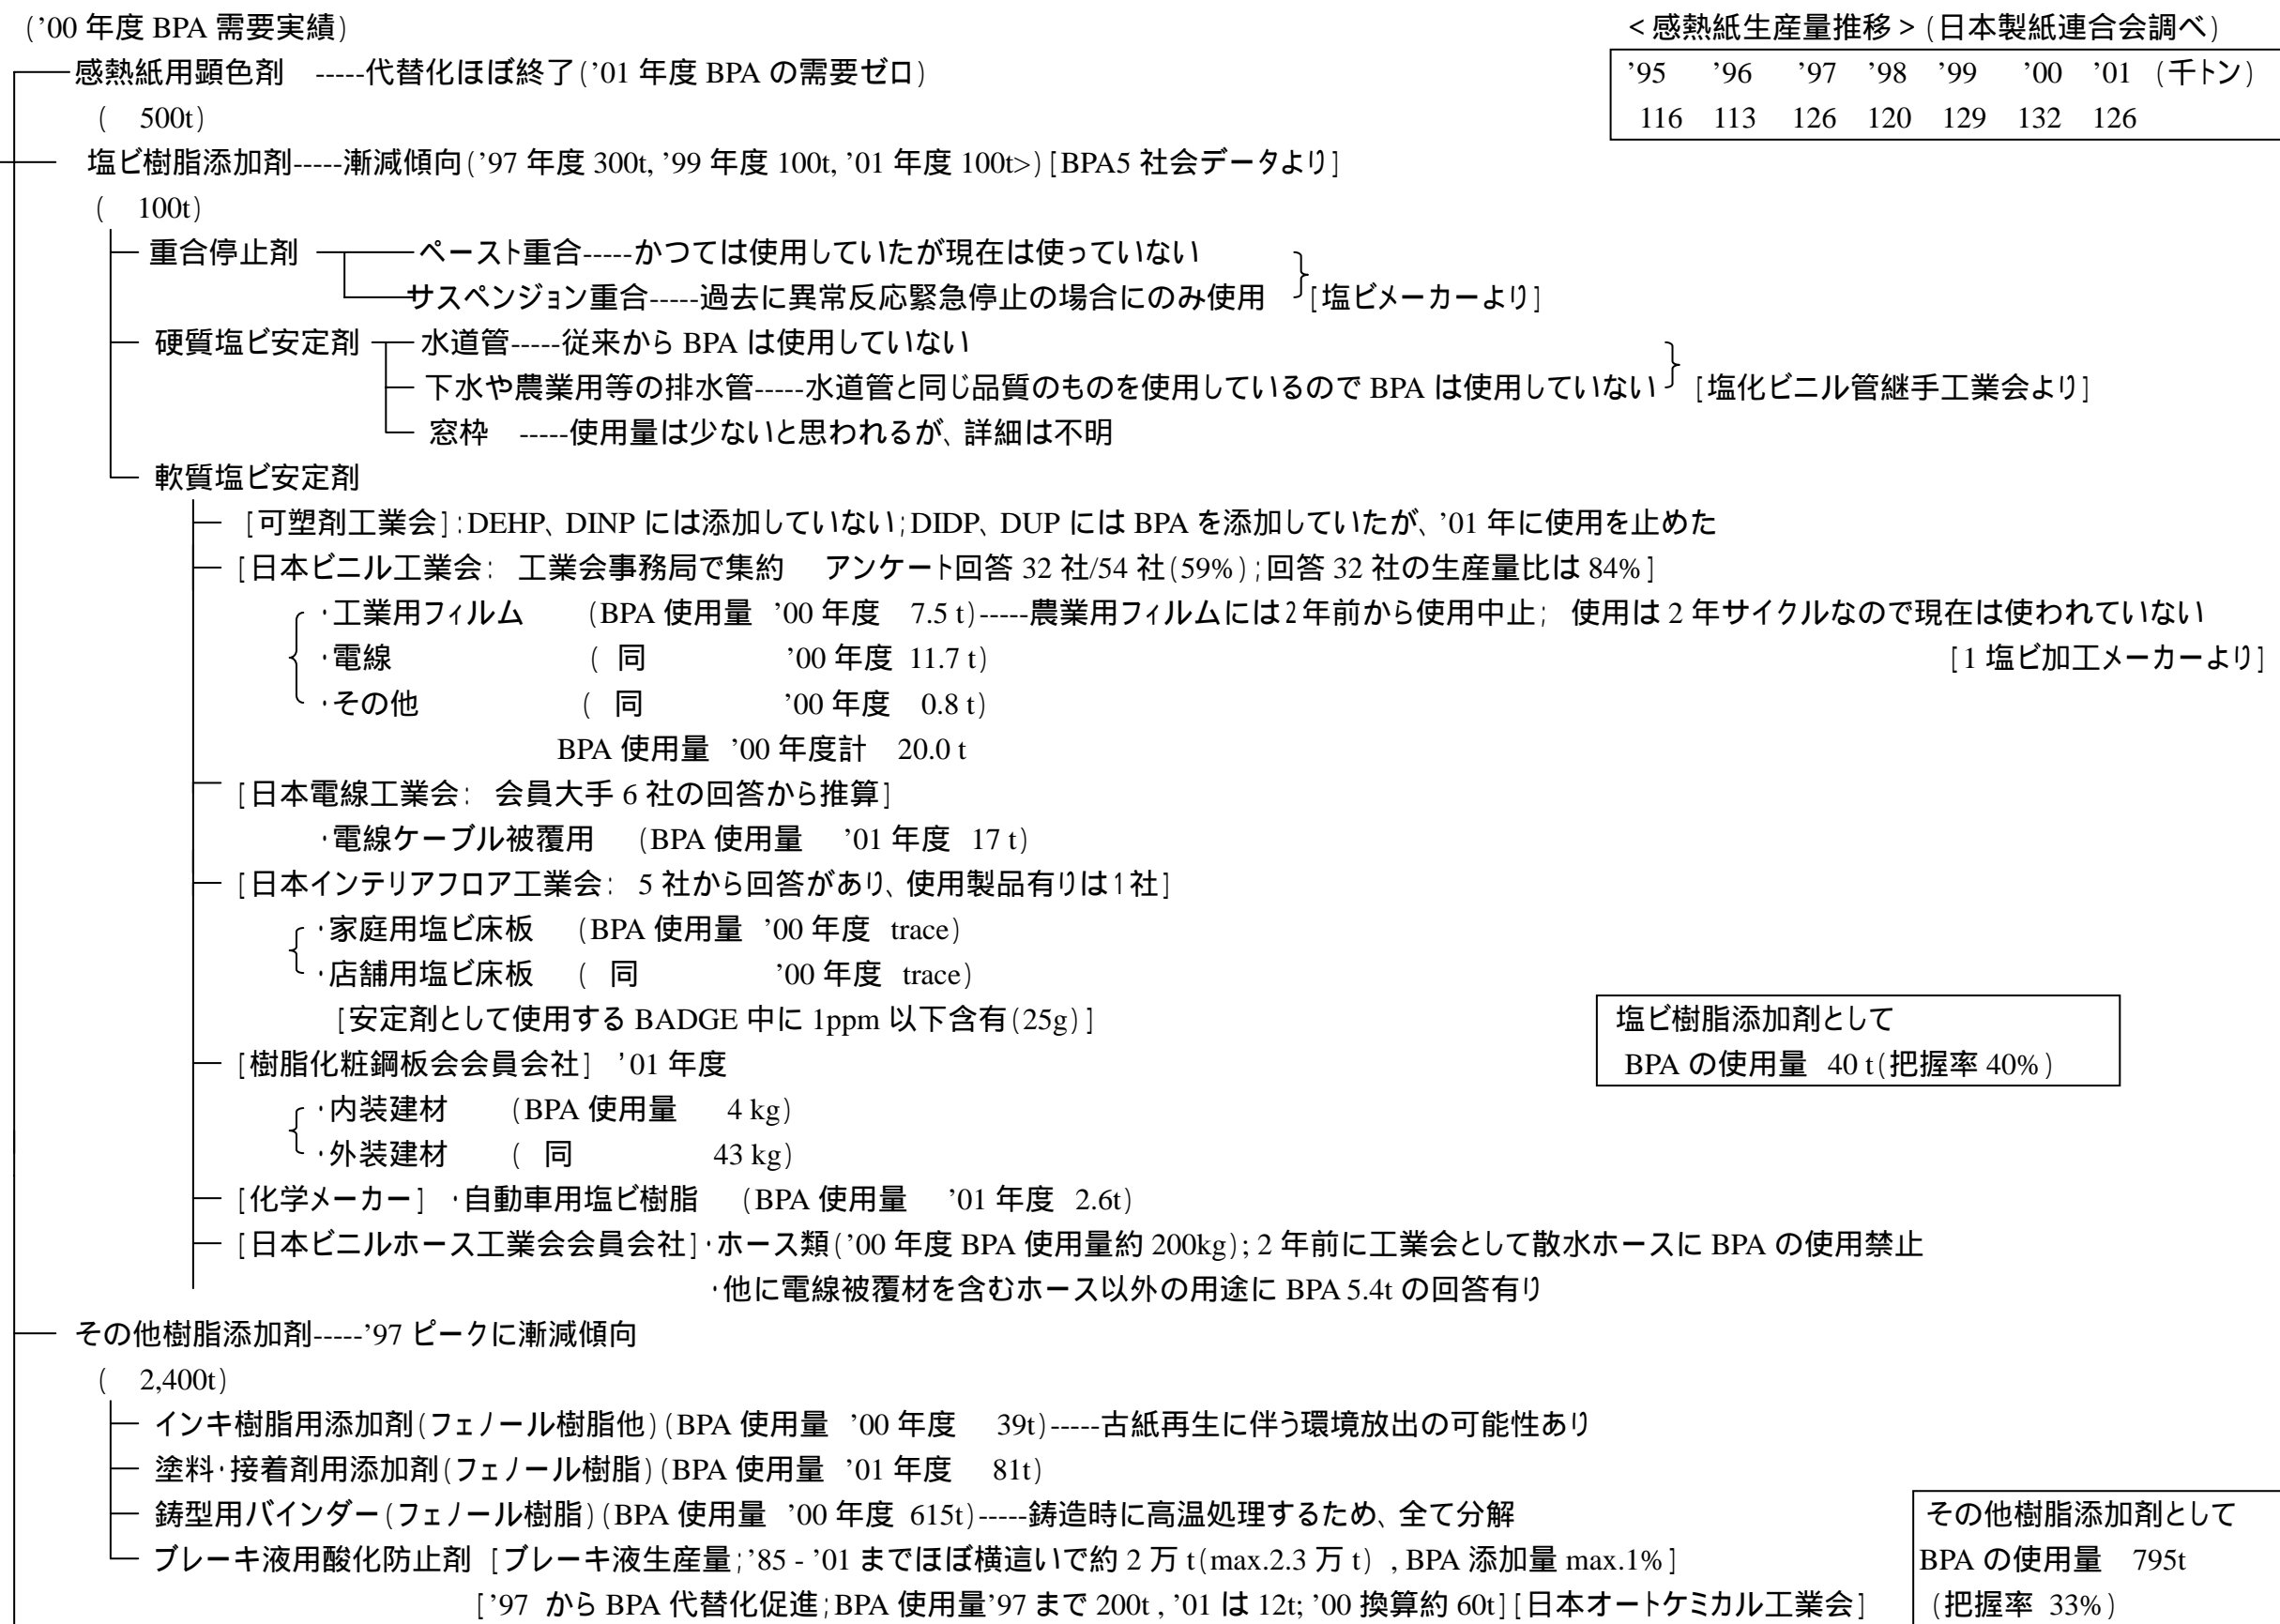 (’00 年度 BPA 需要実績)
<感熱紙生産量推移>(日本製紙連合会調べ)
感熱紙用顕色剤 -----代替化ほぼ終了(’01 年度 BPA の需要ゼロ)
’95 ’96 ’97 ’98 ’99 ’00 ’01 (千トン)
( 500t)
116 113 126 120 129 132 126
塩ビ樹脂添加剤-----漸減傾向(’97 年度 300t, ’99 年度 100t, ’01 年度 100t>)[BPA5 社会データより]
( 100t)
重合停止剤 ペースト重合-----かつては使用していたが現在は使っていない
サスペンジョン重合-----過去に異常反応緊急停止の場合にのみ使用 [塩ビメーカーより]
硬質塩ビ安定剤 水道管-----従来から BPA は使用していない
下水や農業用等の排水管-----水道管と同じ品質のものを使用しているので BPA は使用していない [塩化ビニル管継手工業会より]
窓枠 -----使用量は少ないと思われるが、詳細は不明
軟質塩ビ安定剤
[可塑剤工業会]:DEHP、DINP には添加していない;DIDP、DUP には BPA を添加していたが、’01 年に使用を止めた
[日本ビニル工業会: 工業会事務局で集約 アンケート回答 32 社/54 社(59%);回答 32 社の生産量比は 84%]
・工業用フィルム (BPA 使用量 ’00 年度 7.5 t)-----農業用フィルムには2年前から使用中止; 使用は 2 年サイクルなので現在は使われていない
・電線 ( 同 ’00 年度 11.7 t) [1 塩ビ加工メーカーより]
・その他 ( 同 ’00 年度 0.8 t)
BPA 使用量 ’00 年度計 20.0 t
[日本電線工業会: 会員大手 6 社の回答から推算]
・電線ケーブル被覆用 (BPA 使用量 ’01 年度 17 t)
[日本インテリアフロア工業会: 5 社から回答があり、使用製品有りは1社]
・家庭用塩ビ床板 (BPA 使用量 ’00 年度 trace)
・店舗用塩ビ床板 ( 同 ’00 年度 trace)
[安定剤として使用する BADGE 中に 1ppm 以下含有(25g)]
塩ビ樹脂添加剤として
[樹脂化粧鋼板会会員会社] ’01 年度
BPA の使用量 40 t(把握率 40%)
・内装建材 (BPA 使用量 4 kg)
・外装建材 ( 同 43 kg)
[化学メーカー] ・自動車用塩ビ樹脂 (BPA 使用量 ’01 年度 2.6t)
[日本ビニルホース工業会会員会社]・ホース類(’00 年度 BPA 使用量約 200kg); 2 年前に工業会として散水ホースに BPA の使用禁止
・他に電線被覆材を含むホース以外の用途に BPA 5.4t の回答有り
その他樹脂添加剤-----’97 ピークに漸減傾向
( 2,400t)
インキ樹脂用添加剤(フェノール樹脂他)(BPA 使用量 ’00 年度 39t)-----古紙再生に伴う環境放出の可能性あり
塗料・接着剤用添加剤(フェノール樹脂)(BPA 使用量 ’01 年度 81t)
鋳型用バインダー(フェノール樹脂)(BPA 使用量 ’00 年度 615t)-----鋳造時に高温処理するため、全て分解
その他樹脂添加剤として
ブレーキ液用酸化防止剤 [ブレーキ液生産量;’85 - ’01 までほぼ横這いで約 2 万 t(max.2.3 万 t) , BPA 添加量 max.1%]
BPA の使用量 795t
[’97 から BPA 代替化促進;BPA 使用量’97 まで 200t , ’01 は 12t; ’00 換算約 60t][日本オートケミカル工業会]
(把握率 33%)